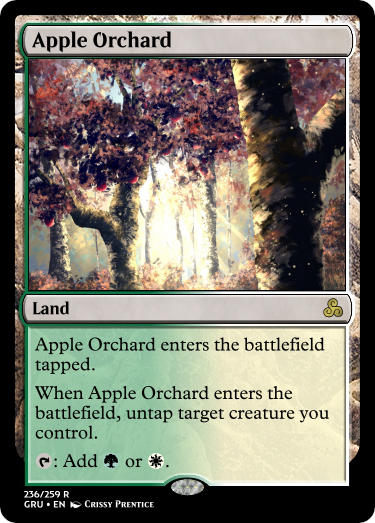 Apple Orchard
Land
Apple Orchard enters the battlefield
tapped.
When Apple Orchard enters the
battlefield, untap target creature you
control.
: Add or .
236/259 R
GRU • EN Crissy Prentice